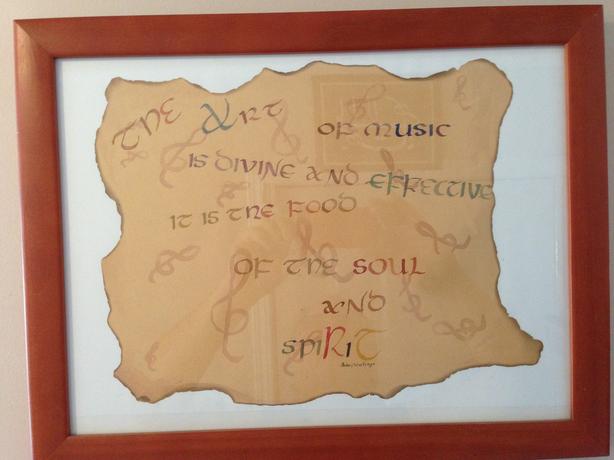 THE ART OF MUSIC
IS DIVINE AND EFFECTIVE
IT IS THE FOOD
OF THE SOUL
AND
SPIRIT